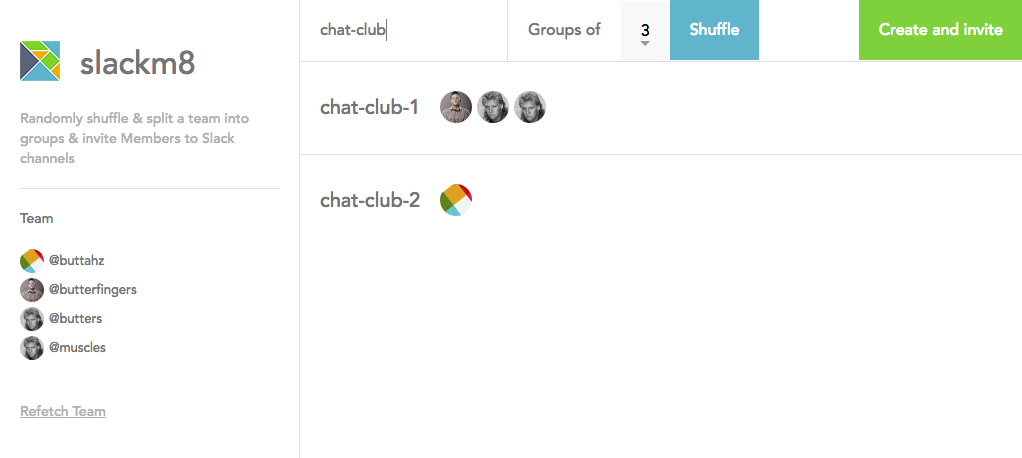 slackm8
Randomly shuffle & split a team into
groups & invite Members to Slack
channels
Team
@buttahz
@butterfingers
@butters
@muscles
Refetch Team
chat-club
Groups of
3
Shuffle
Create and invite
chat-club-1
chat-club-2